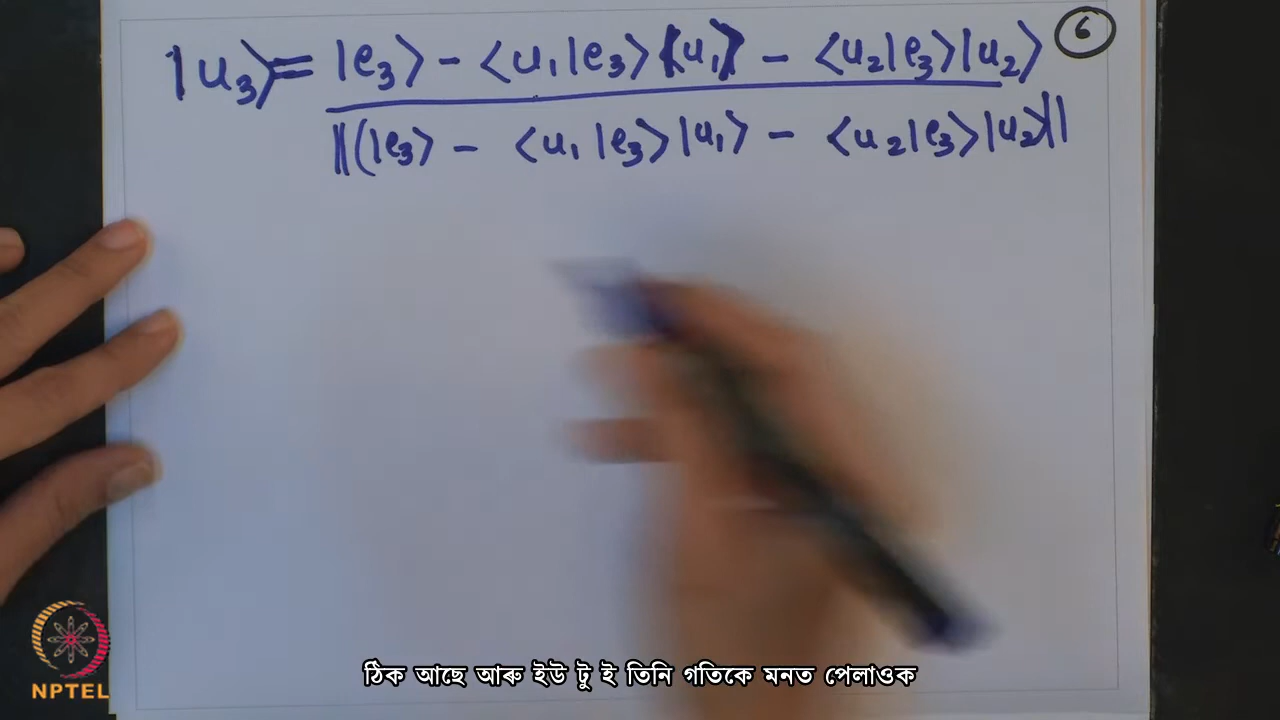 |u₃⟩ = |e₃⟩ - ⟨u₁|e₃⟩|u₁⟩ - ⟨u₂|e₃⟩|u₂⟩ 6
||(|e₃⟩ - ⟨u₁|e₃⟩|u₁⟩ - ⟨u₂|e₃⟩|u₂⟩||
NPTEL
ঠিক আছে আৰু ইউ টু ই তিনি গতিকে মনত পেলাওক